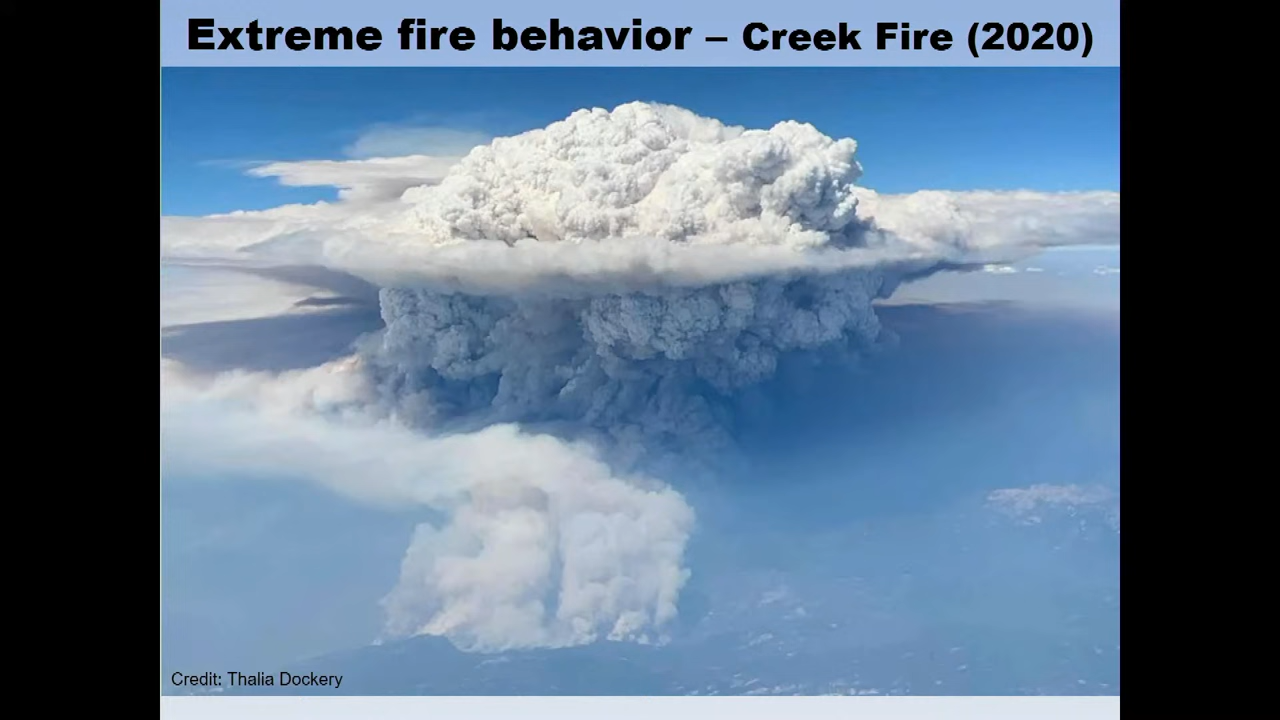 Extreme fire behavior – Creek Fire (2020)
Credit: Thalia Dockery